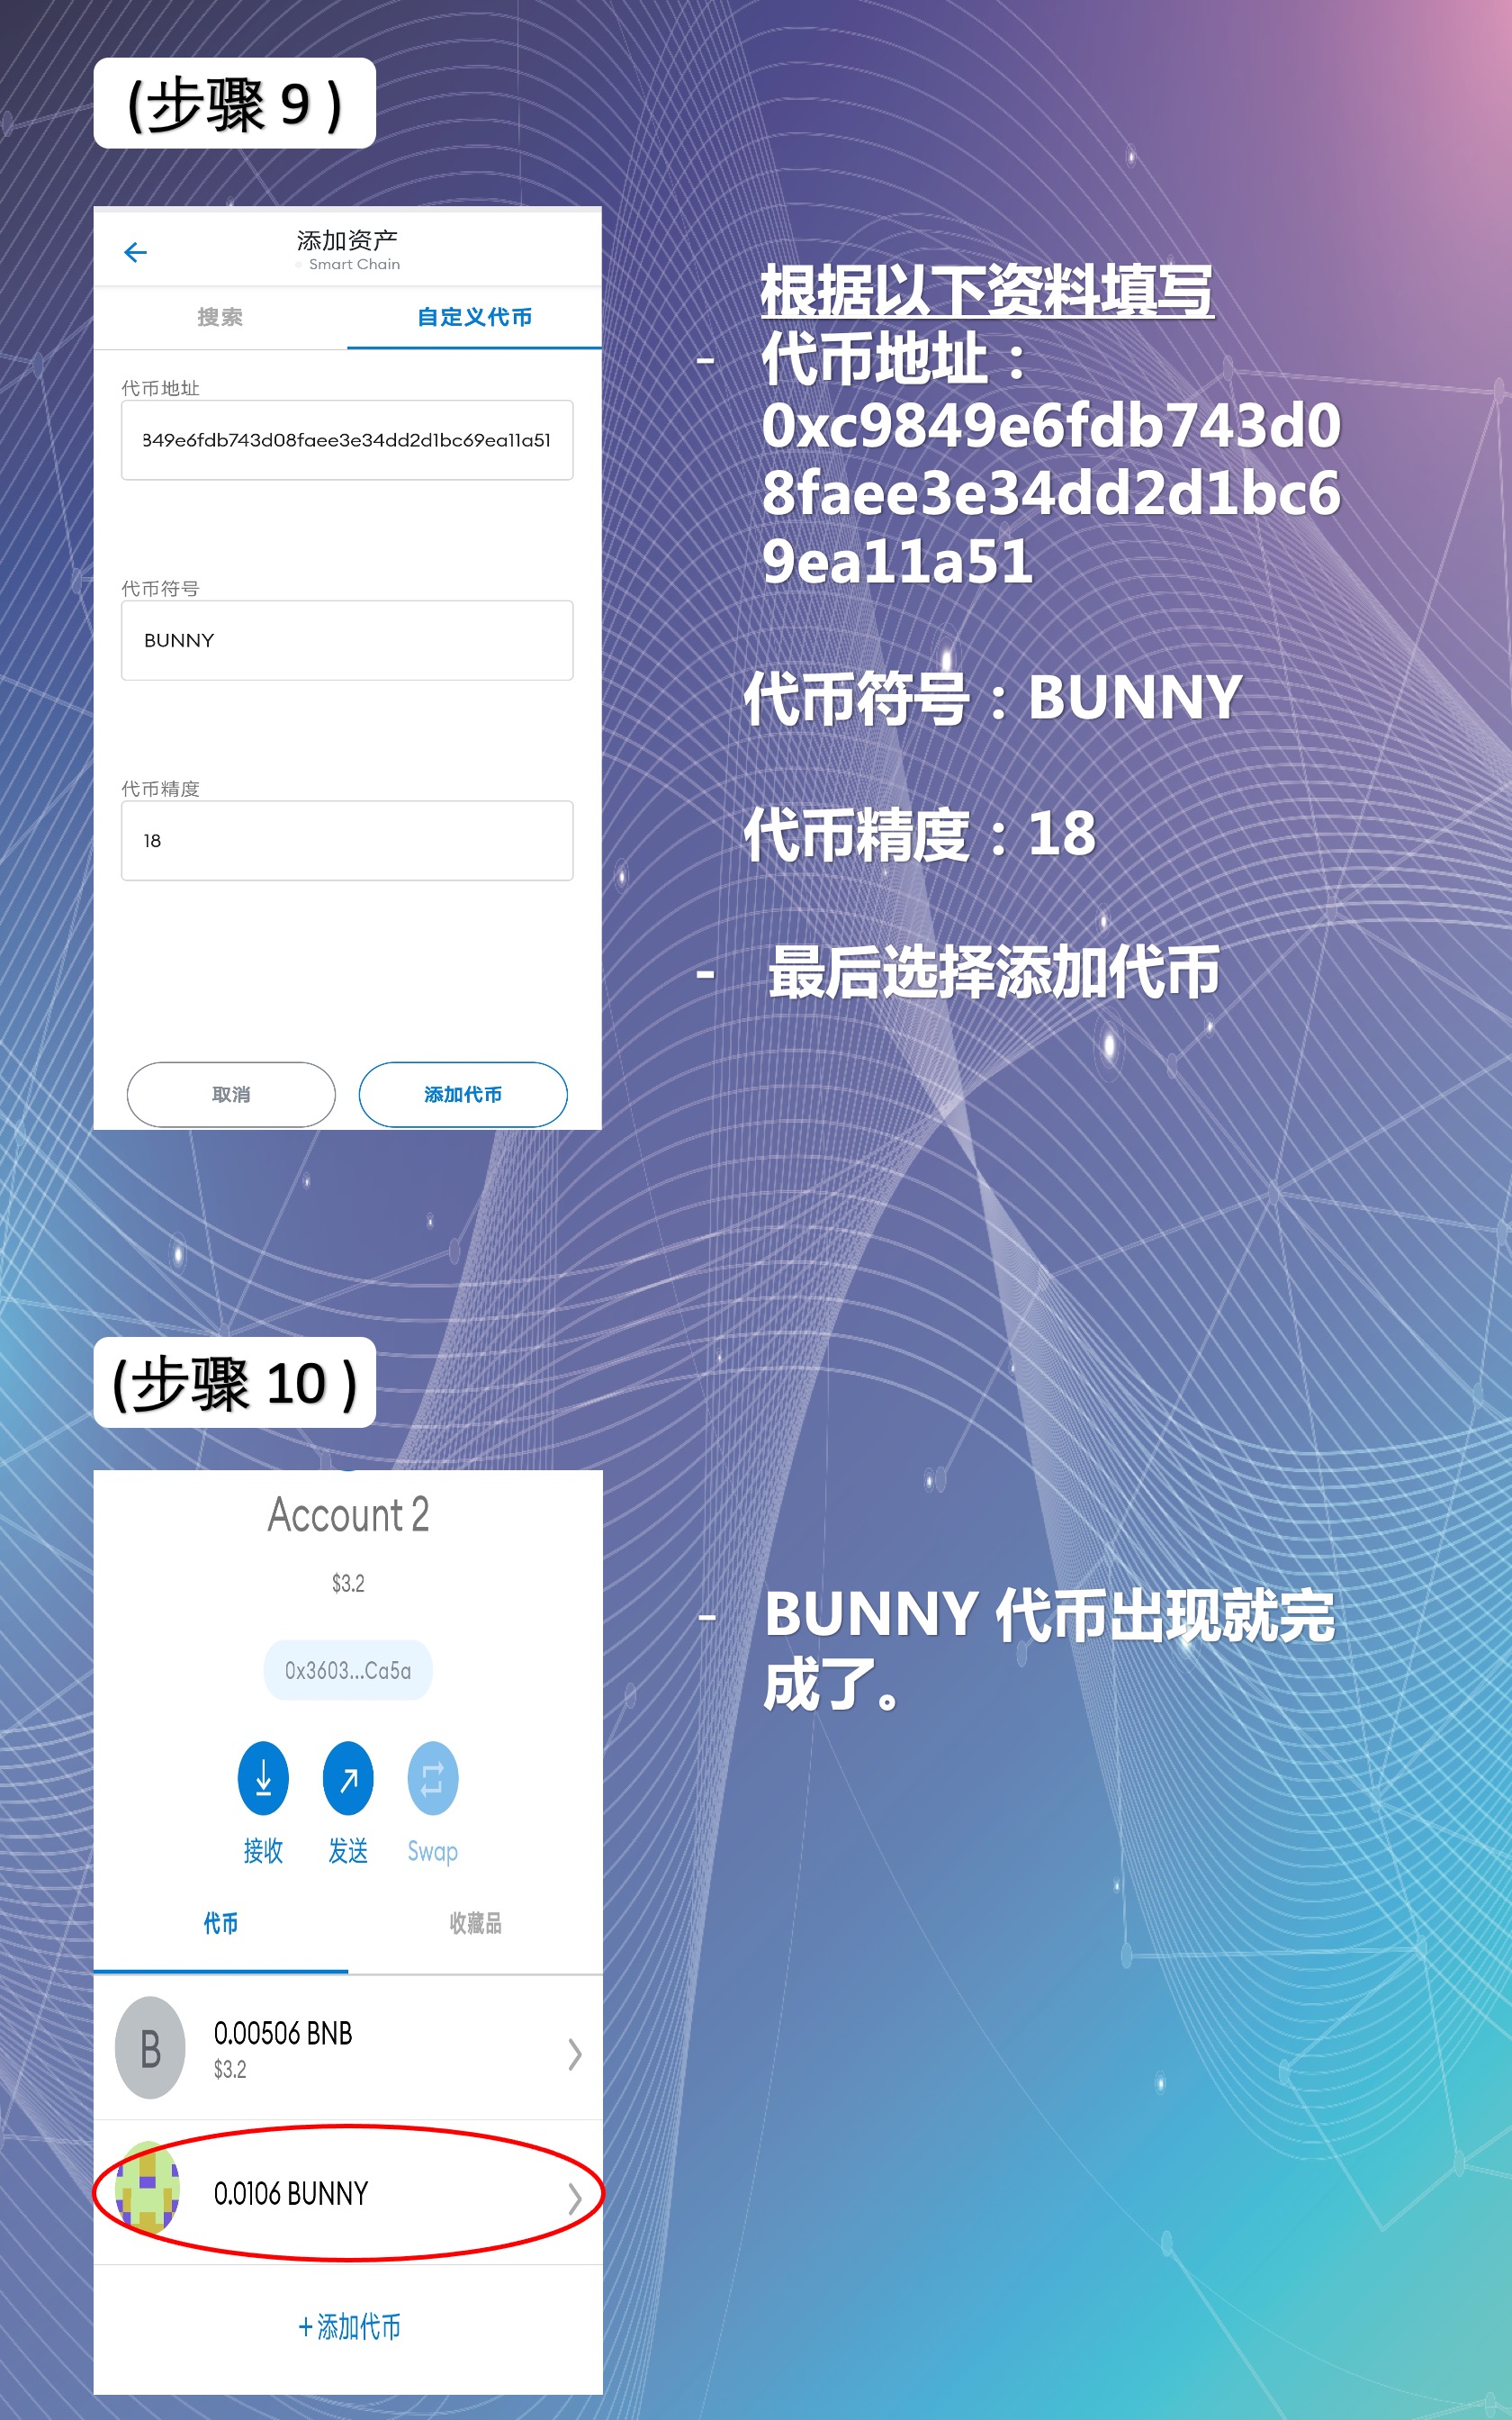 (步骤 9 )
添加资产
Smart Chain
搜索
自定义代币
代币地址
849e6fdb743d08faee3e34dd2d1bc69ea11a51
代币符号
BUNNY
代币精度
18
取消
添加代币
根据以下资料填写
- 代币地址：
0xc9849e6fdb743d0
8faee3e34dd2d1bc6
9ea11a51
代币符号：BUNNY
代币精度：18
- 最后选择添加代币
(步骤 10 )
Account 2
$3.2
0x3603...Ca5a
接收
发送
Swap
代币
收藏品
B
0.00506 BNB
$3.2
0.0106 BUNNY
+ 添加代币
- BUNNY 代币出现就完
成了。